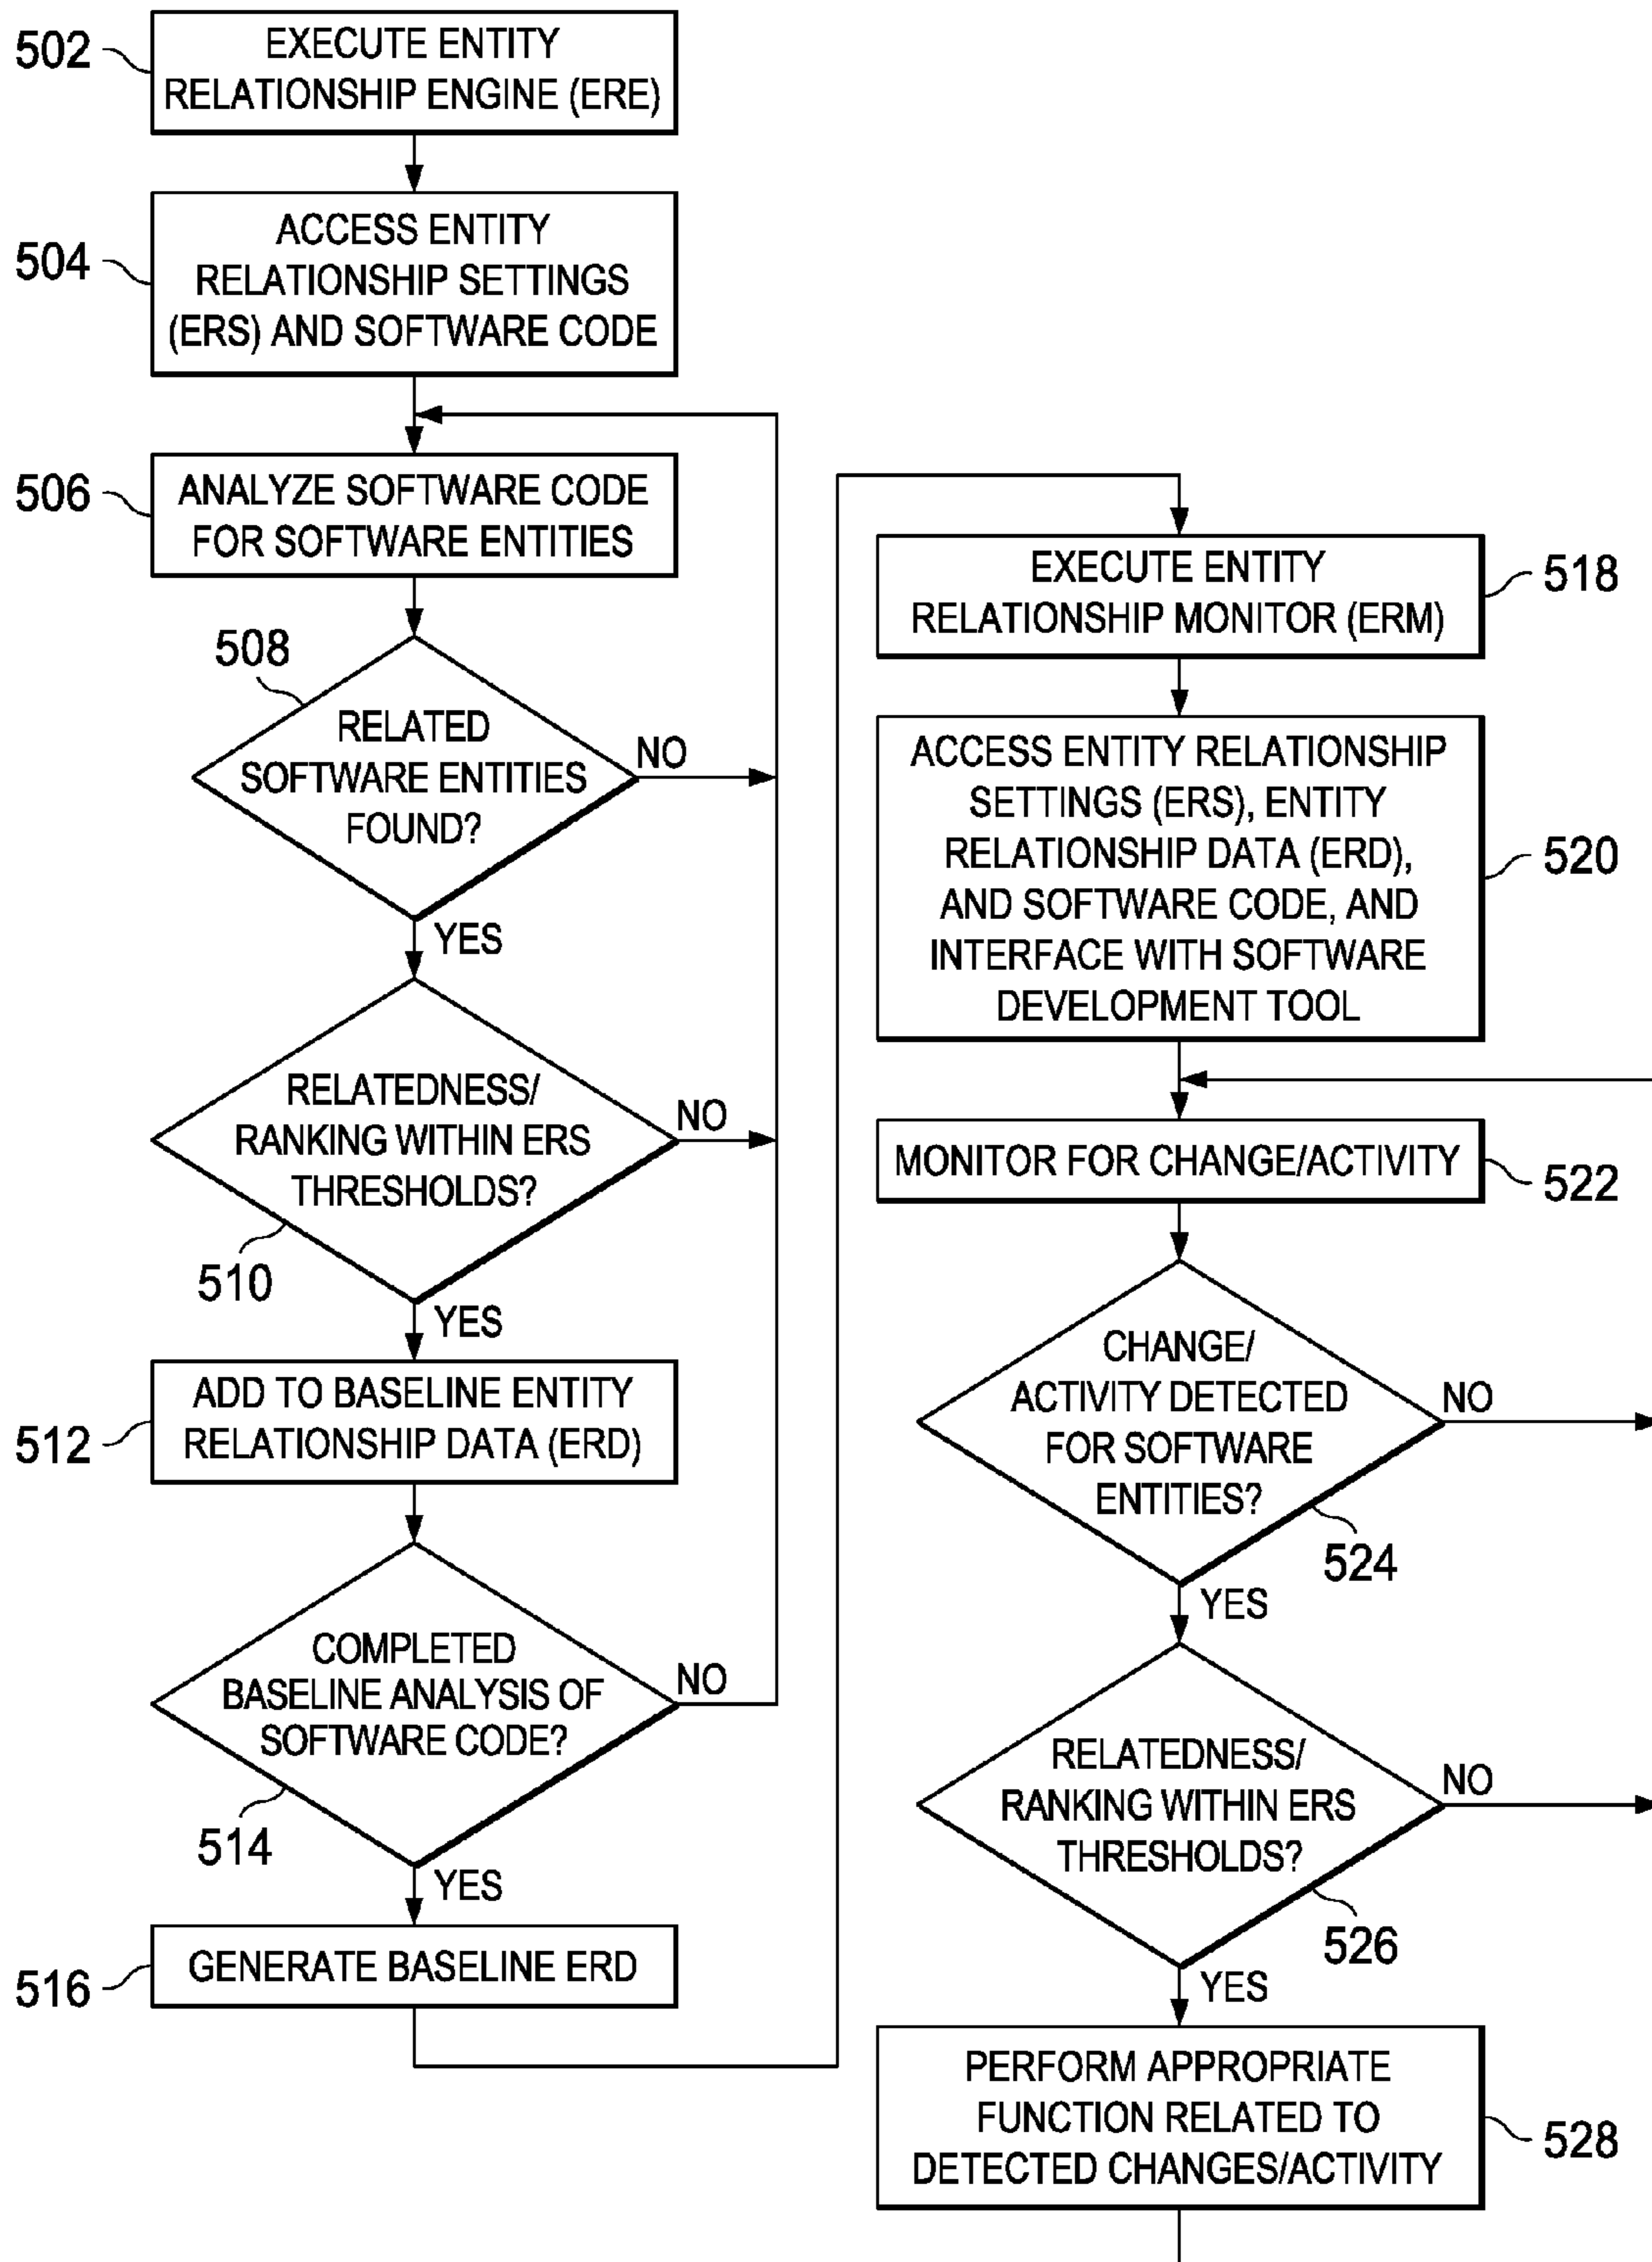 502
EXECUTE ENTITY
RELATIONSHIP ENGINE (ERE)
504
ACCESS ENTITY
RELATIONSHIP SETTINGS
(ERS) AND SOFTWARE CODE
506
ANALYZE SOFTWARE CODE
FOR SOFTWARE ENTITIES
508
RELATED
SOFTWARE ENTITIES
FOUND?
NO
YES
RELATEDNESS/
RANKING WITHIN ERS
THRESHOLDS?
NO
510
YES
512
ADD TO BASELINE ENTITY
RELATIONSHIP DATA (ERD)
COMPLETED
BASELINE ANALYSIS OF
SOFTWARE CODE?
NO
514
YES
516
GENERATE BASELINE ERD
EXECUTE ENTITY
RELATIONSHIP MONITOR (ERM)
518
ACCESS ENTITY RELATIONSHIP
SETTINGS (ERS), ENTITY
RELATIONSHIP DATA (ERD),
AND SOFTWARE CODE, AND
INTERFACE WITH SOFTWARE
DEVELOPMENT TOOL
520
MONITOR FOR CHANGE/ACTIVITY
522
CHANGE/
ACTIVITY DETECTED
FOR SOFTWARE
ENTITIES?
NO
524
YES
RELATEDNESS/
RANKING WITHIN ERS
THRESHOLDS?
NO
526
YES
PERFORM APPROPRIATE
FUNCTION RELATED TO
DETECTED CHANGES/ACTIVITY
528